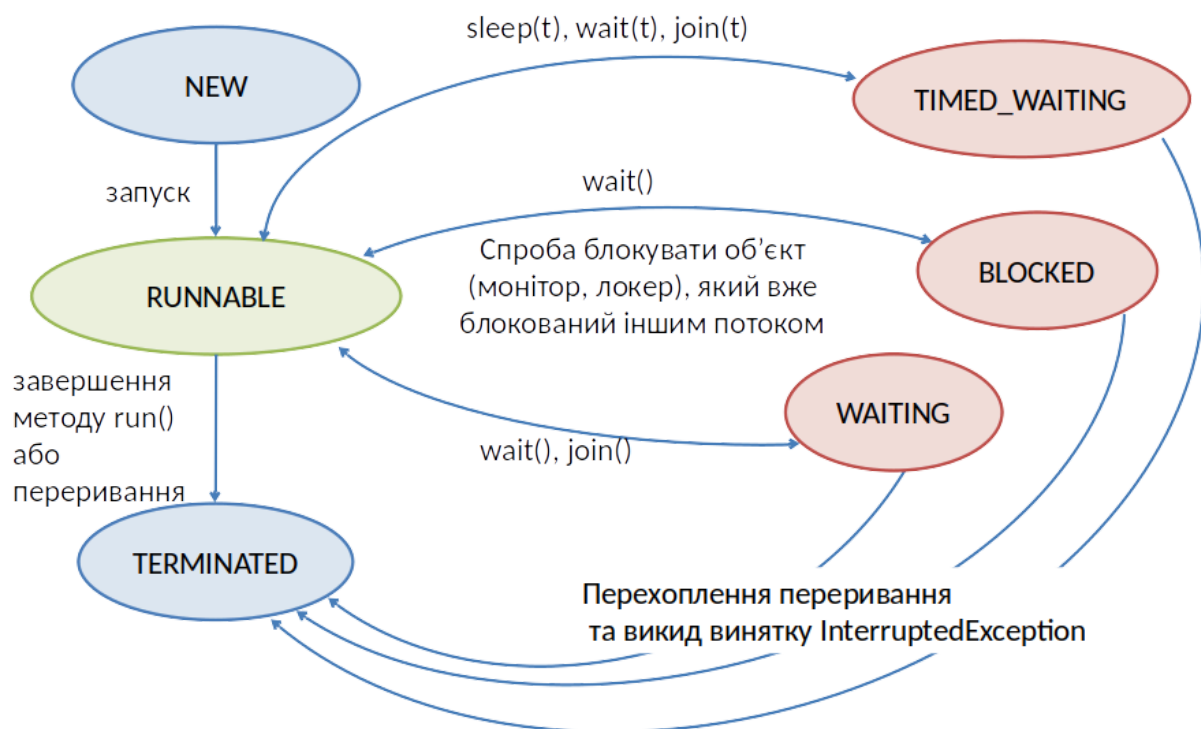 sleep(t), wait(t), join(t)
NEW
TIMED_WAITING
запуск
wait()
Спроба блокувати об’єкт
(монітор, локер), який вже
блокований іншим потоком
BLOCKED
RUNNABLE
завершення
методу run()
або
переривання
WAITING
wait(), join()
TERMINATED
Перехоплення переривання
та викид винятку InterruptedException